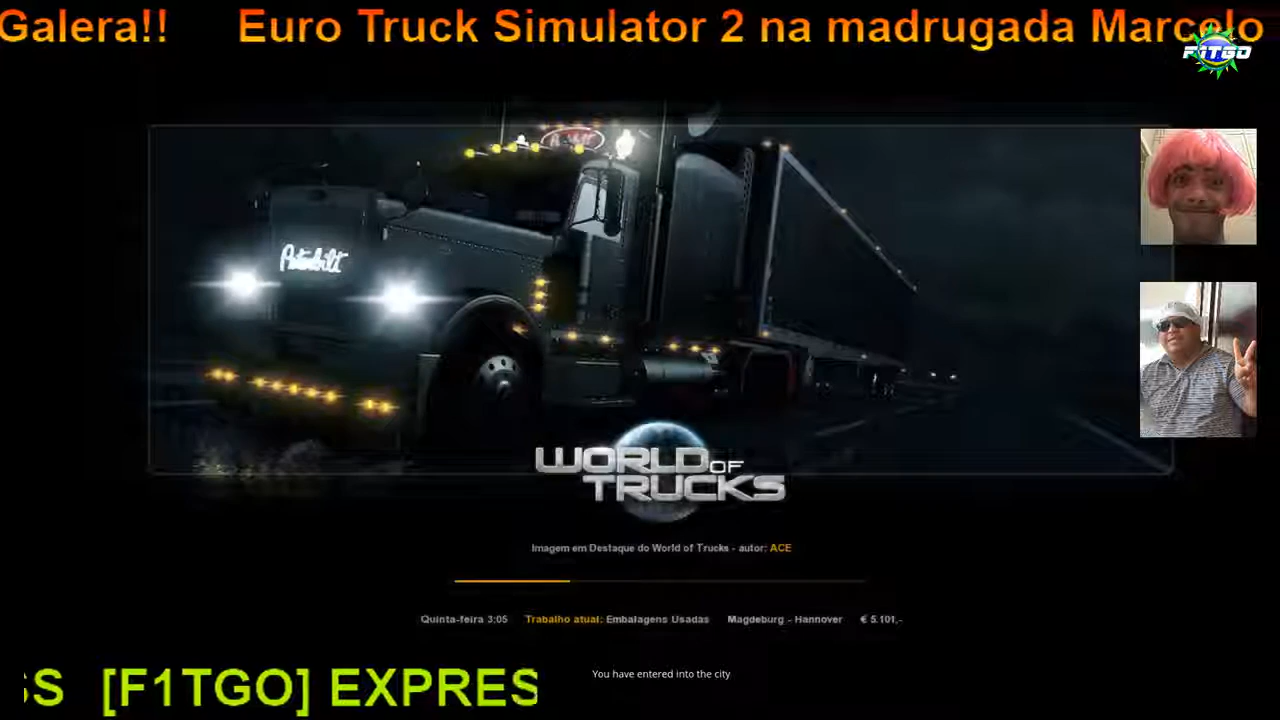 Galera!! Euro Truck Simulator 2 na madrugada Marcelo
F1TGO
Peterbilt
WORLD OF TRUCKS
Imagem em Destaque do World of Trucks - autor: ACE
Quinta-feira 3:05 Trabalho atual: Embalagens Usadas Magdeburg - Hannover € 5.101,-
You have entered into the city
SS [F1TGO] EXPRES